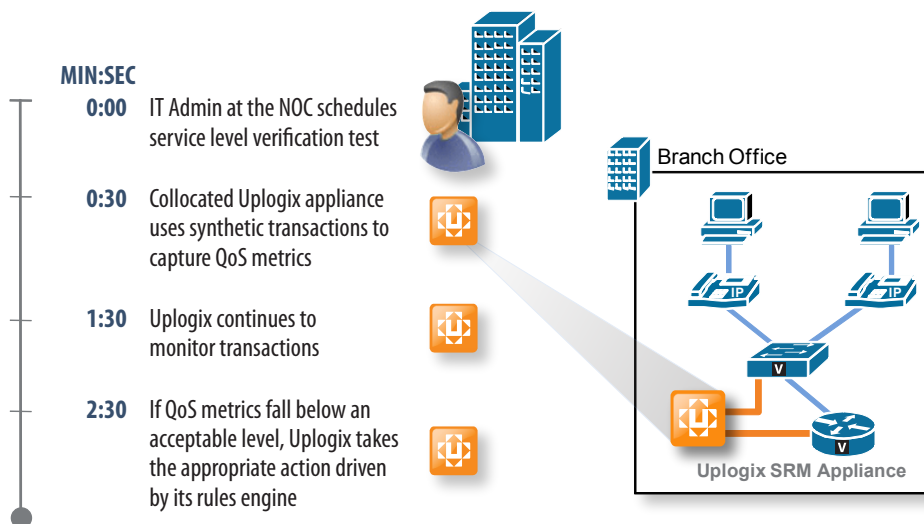 MIN:SEC
0:00 IT Admin at the NOC schedules
service level verification test
0:30 Collocated Uplogix appliance
uses synthetic transactions to
capture QoS metrics
1:30 Uplogix continues to
monitor transactions
2:30 If QoS metrics fall below an
acceptable level, Uplogix takes
the appropriate action driven
by its rules engine
Branch Office
IP
IP
V
V
U
U
U
U
Uplogix SRM Appliance